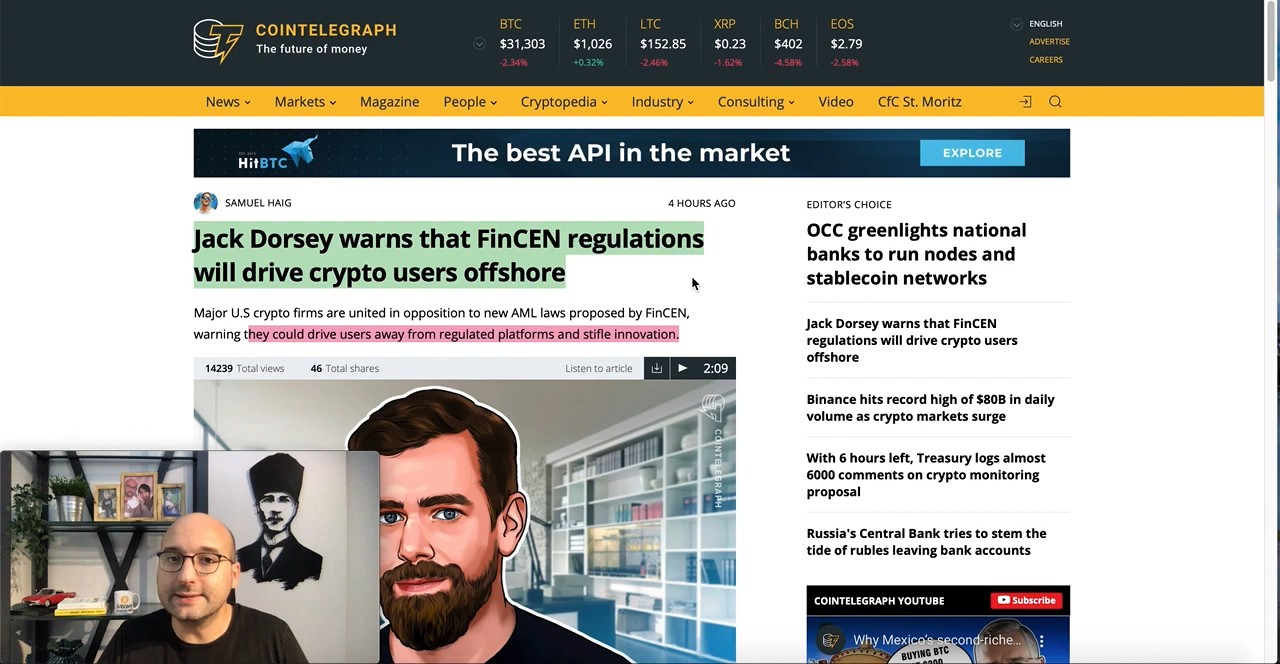 COINTELEGRAPH
The future of money
BTC ETH LTC XRP BCH EOS
$31,303 $1,026 $152.85 $0.23 $402 $2.79
-2.34% +0.32% -2.46% -1.62% -4.58% -2.58%
ENGLISH
ADVERTISE
CAREERS
News Markets Magazine People Cryptopedia Industry Consulting Video CfC St. Moritz
HitBTC
The best API in the market
EXPLORE
SAMUEL HAIG
4 HOURS AGO
Jack Dorsey warns that FinCEN regulations
will drive crypto users offshore
Major U.S crypto firms are united in opposition to new AML laws proposed by FinCEN,
warning they could drive users away from regulated platforms and stifle innovation.
14239 Total views 46 Total shares Listen to article 2:09
COINTELEGRAPH
bitcoin
EDITOR'S CHOICE
OCC greenlights national
banks to run nodes and
stablecoin networks
Jack Dorsey warns that FinCEN
regulations will drive crypto users
offshore
Binance hits record high of $80B in daily
volume as crypto markets surge
With 6 hours left, Treasury logs almost
6000 comments on crypto monitoring
proposal
Russia's Central Bank tries to stem the
tide of rubles leaving bank accounts
COINTELEGRAPH YOUTUBE
Subscribe
Why Mexico's second-riche...
BUYING BTC